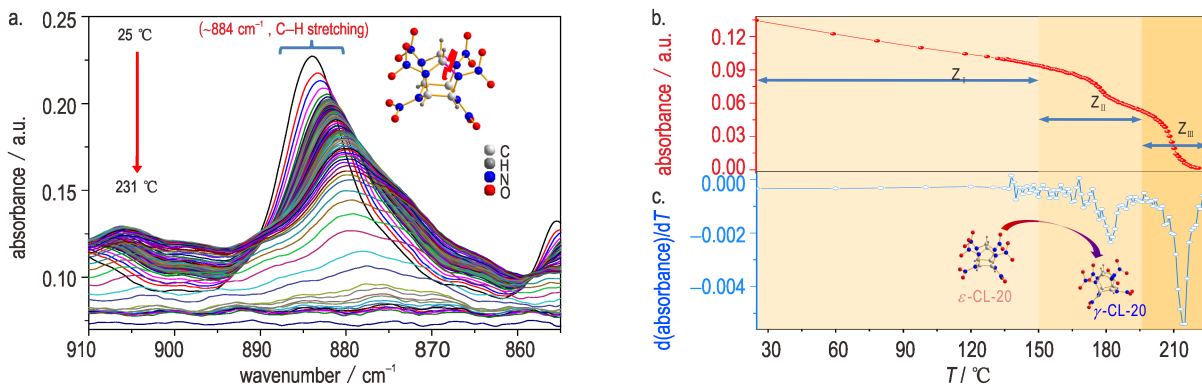 a.
25 ℃
231 ℃
(~884 cm⁻¹ , C—H stretching)
C
H
N
O
0.25
0.20
0.15
0.10
absorbance / a.u.
910
900
890
880
870
860
wavenumber / cm⁻¹
b.
0.12
0.09
0.06
0.03
0.00
absorbance / a.u.
Z Ⅰ
Z Ⅱ
Z Ⅲ
c.
0.000
−0.002
−0.004
d(absorbance)/dT
ε-CL-20
γ-CL-20
30
60
90
120
150
180
210
T / ℃